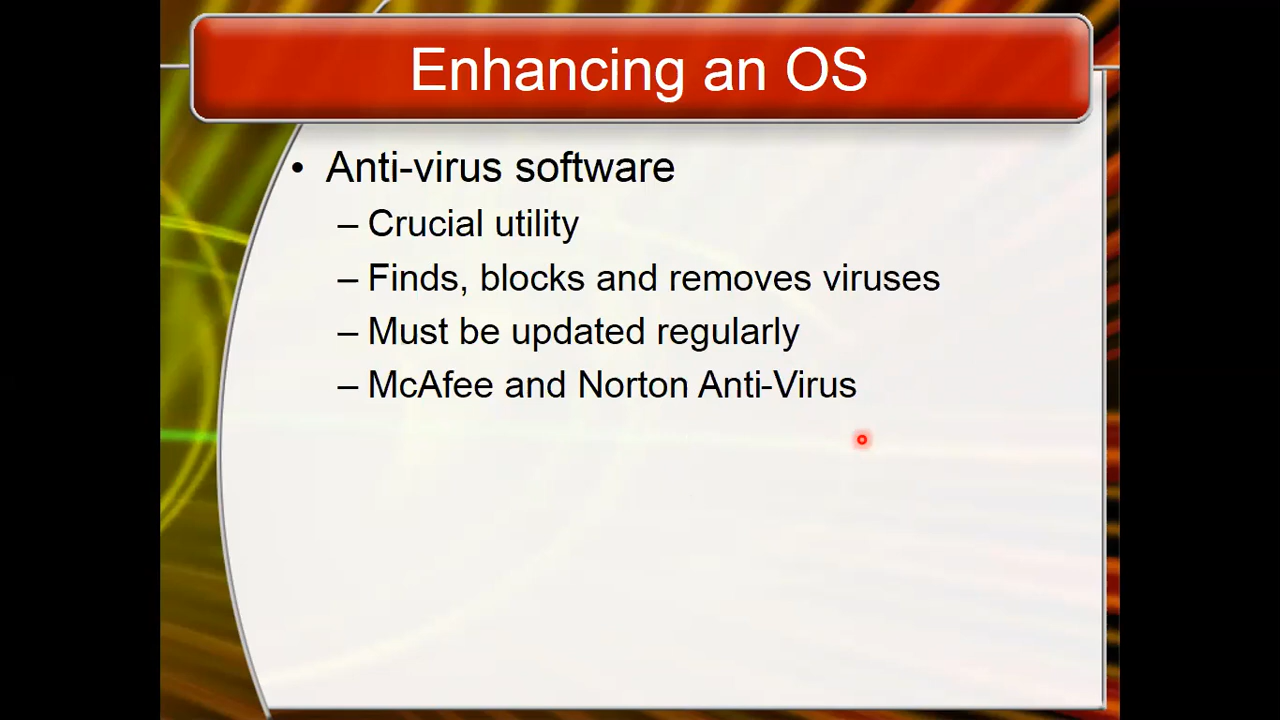 Enhancing an OS
• Anti-virus software
– Crucial utility
– Finds, blocks and removes viruses
– Must be updated regularly
– McAfee and Norton Anti-Virus